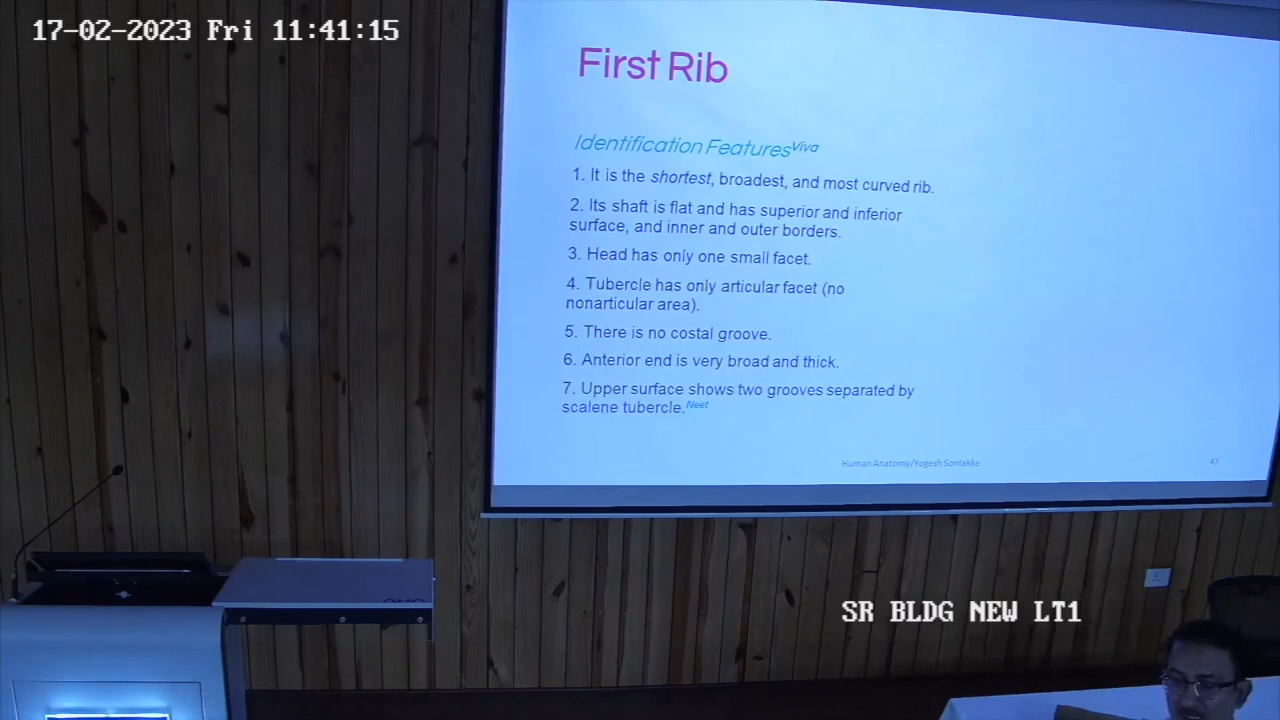 17-02-2023 Fri 11:41:15
First Rib
Identification Features Viva
1. It is the shortest, broadest, and most curved rib.
2. Its shaft is flat and has superior and inferior
surface, and inner and outer borders.
3. Head has only one small facet.
4. Tubercle has only articular facet (no
nonarticular area).
5. There is no costal groove.
6. Anterior end is very broad and thick.
7. Upper surface shows two grooves separated by
scalene tubercle. Neet
Human Anatomy/Yogesh Sontakke
47
SR BLDG NEW LT1